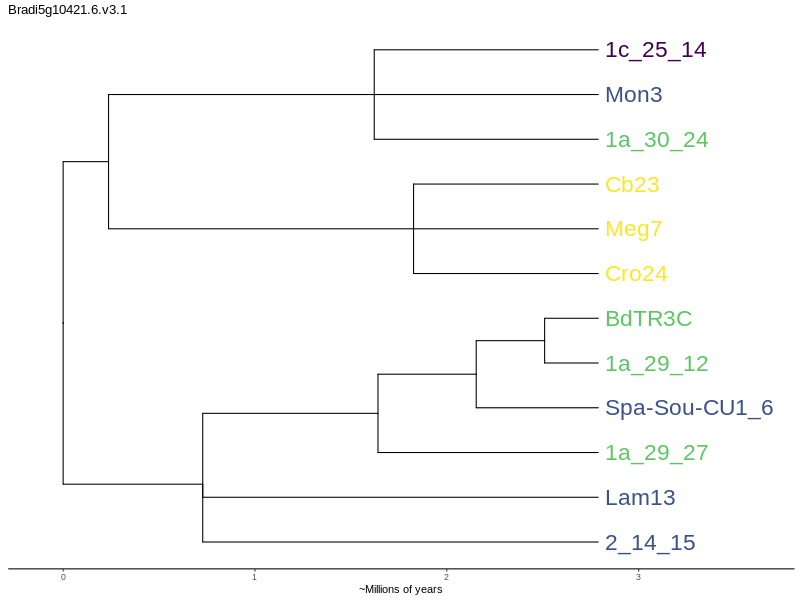 Bradi5g10421.6.v3.1
1c_25_14
Mon3
1a_30_24
Cb23
Meg7
Cro24
BdTR3C
1a_29_12
Spa-Sou-CU1_6
1a_29_27
Lam13
2_14_15
0 1 2 3
~Millions of years